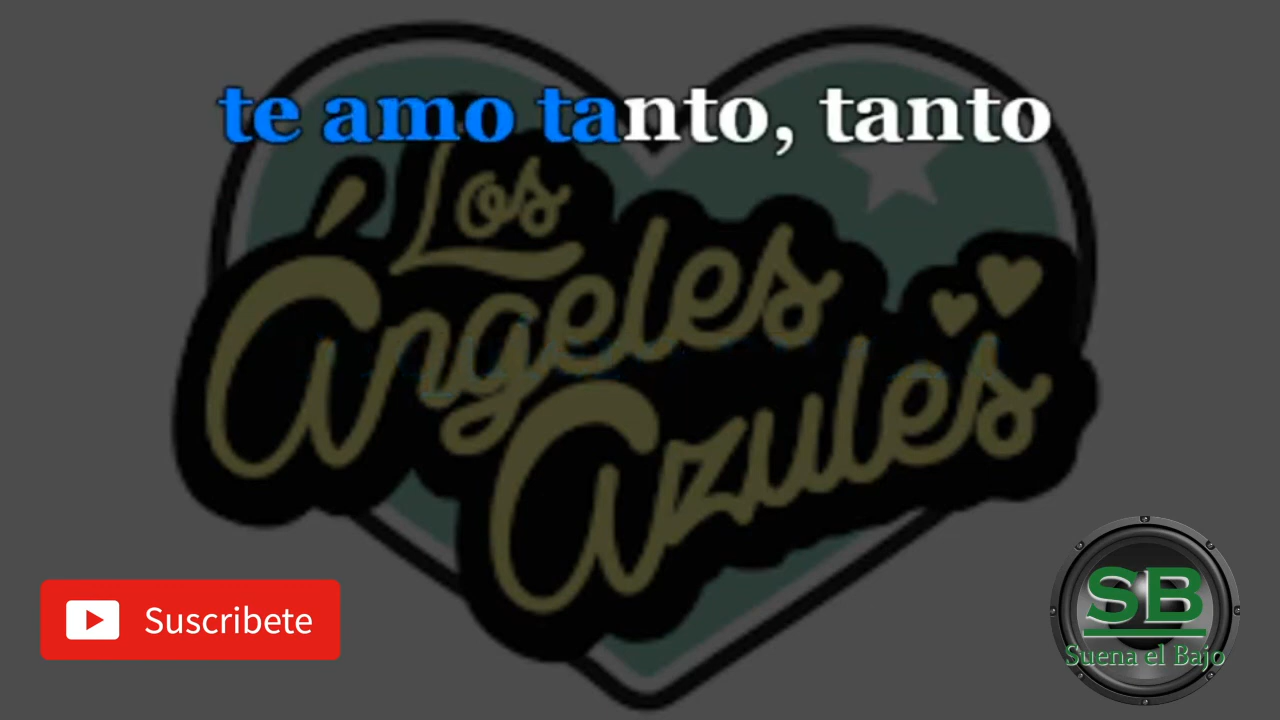 te amo tanto, tanto
Los
Ángeles
Azules
Suscribete
SB
Suena el Bajo